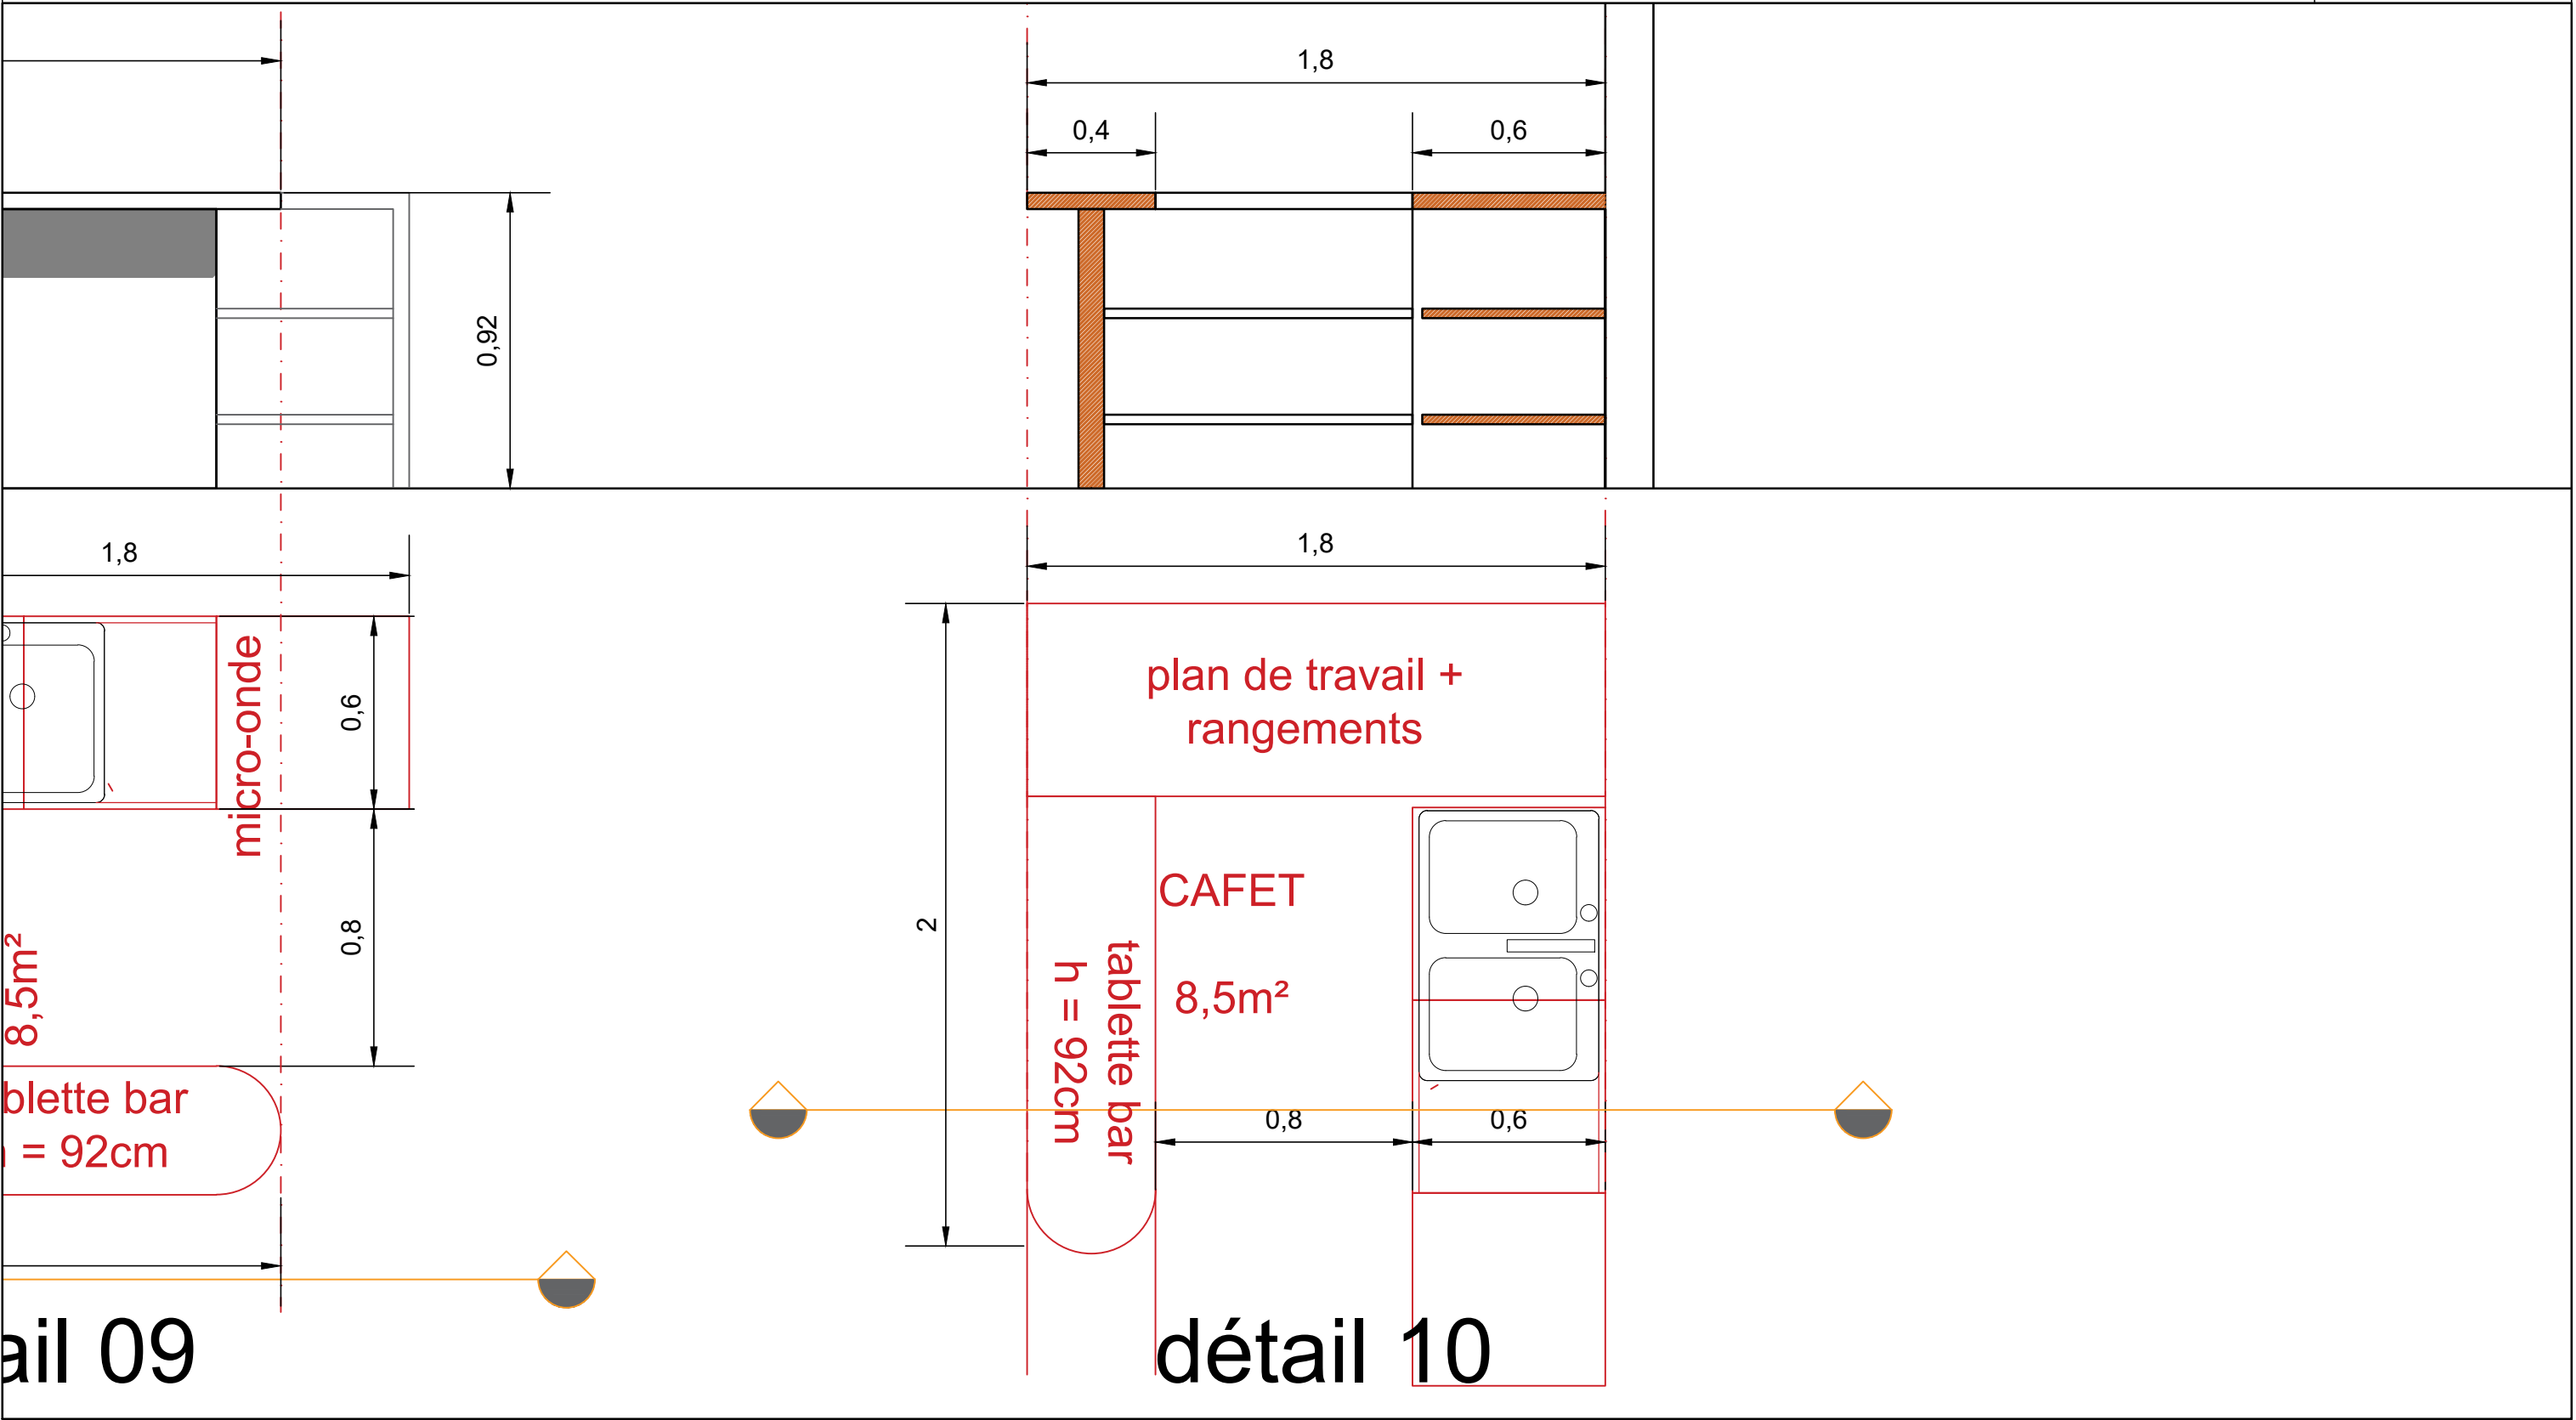 1,8
0,4
0,6
0,92
1,8
micro-onde
0,6
0,8
8,5m²
blette bar
= 92cm
ail 09
1,8
2
plan de travail +
rangements
CAFET
8,5m²
tablette bar
h = 92cm
0,8
0,6
détail 10